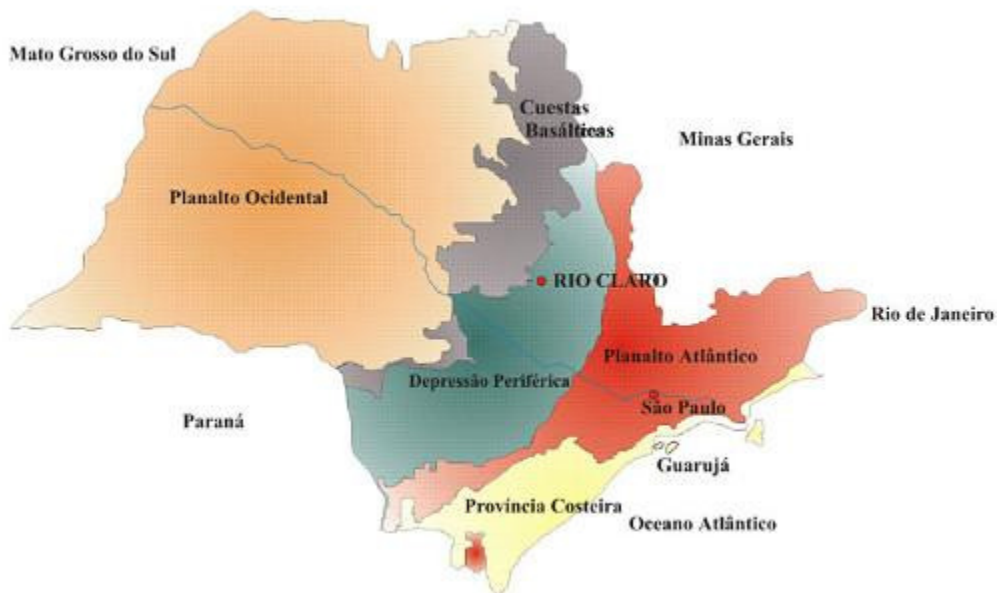 Mato Grosso do Sul
Cuestas
Basálticas
Minas Gerais
Planalto Ocidental
RIO CLARO
Rio de Janeiro
Planalto Atlântico
Depressão Periférica
São Paulo
Paraná
Guarujá
Província Costeira
Oceano Atlântico